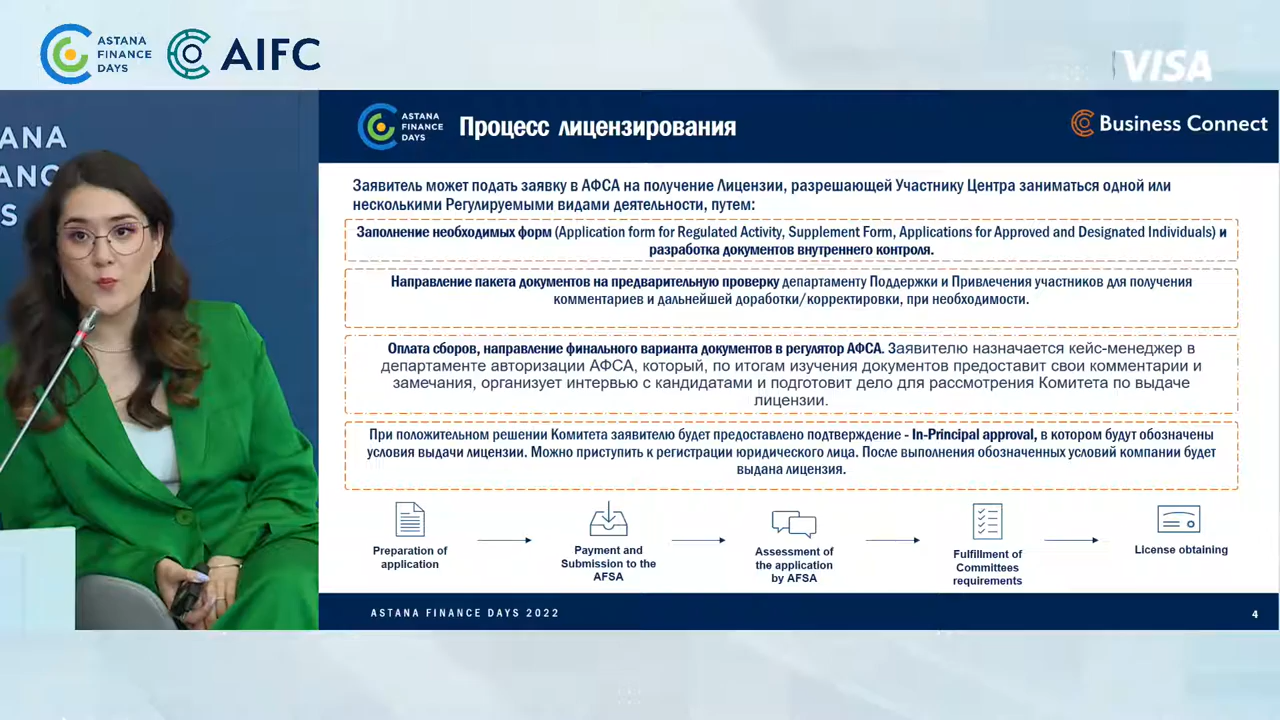 ASTANA
FINANCE
DAYS
AIFC
VISA
TANA
ANC
S
ASTANA
FINANCE
DAYS
Процесс лицензирования
Business Connect
Заявитель может подать заявку в АФСА на получение Лицензии, разрешающей Участнику Центра заниматься одной или
несколькими Регулируемыми видами деятельности, путем:
Заполнение необходимых форм (Application form for Regulated Activity, Supplement Form, Applications for Approved and Designated Individuals) и
разработка документов внутреннего контроля.
Направление пакета документов на предварительную проверку департаменту Поддержки и Привлечения участников для получения
комментариев и дальнейшей доработки/корректировки, при необходимости.
Оплата сборов, направление финального варианта документов в регулятор АФСА. Заявителю назначается кейс-менеджер в
департаменте авторизации АФСА, который, по итогам изучения документов предоставит свои комментарии и
замечания, организует интервью с кандидатами и подготовит дело для рассмотрения Комитета по выдаче
лицензии.
При положительном решении Комитета заявителю будет предоставлено подтверждение - In-Principal approval, в котором будут обозначены
условия выдачи лицензии. Можно приступить к регистрации юридического лица. После выполнения обозначенных условий компании будет
выдана лицензия.
Preparation of
application
Payment and
Submission to the
AFSA
Assessment of
the application
by AFSA
Fulfillment of
Committees
requirements
License obtaining
ASTANA FINANCE DAYS 2022
4